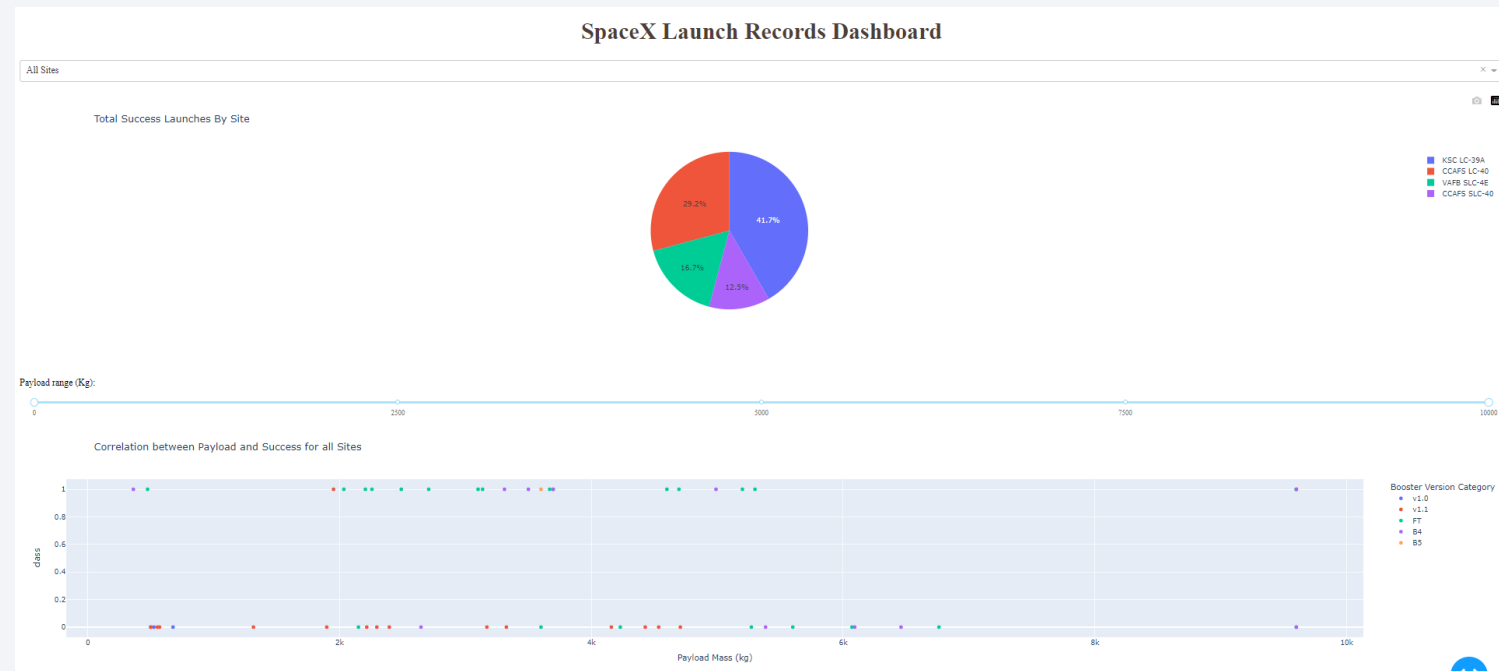 SpaceX Launch Records Dashboard
All Sites
Total Success Launches By Site
KSC LC-39A
CCAFS LC-40
VAFB SLC-4E
CCAFS SLC-40
29.2%
41.7%
16.7%
12.5%
Payload range (Kg):
0 2500 5000 7500 10000
Correlation between Payload and Success for all Sites
Booster Version Category
v1.0
v1.1
FT
B4
B5
class
1
0.8
0.6
0.4
0.2
0
0 2k 4k 6k 8k 10k
Payload Mass (kg)